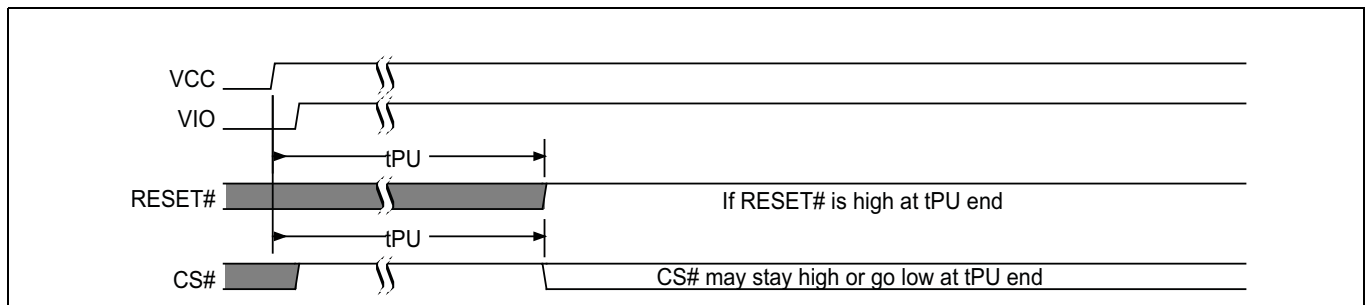 VCC
VIO
tPU
RESET# If RESET# is high at tPU end
tPU
CS# CS# may stay high or go low at tPU end